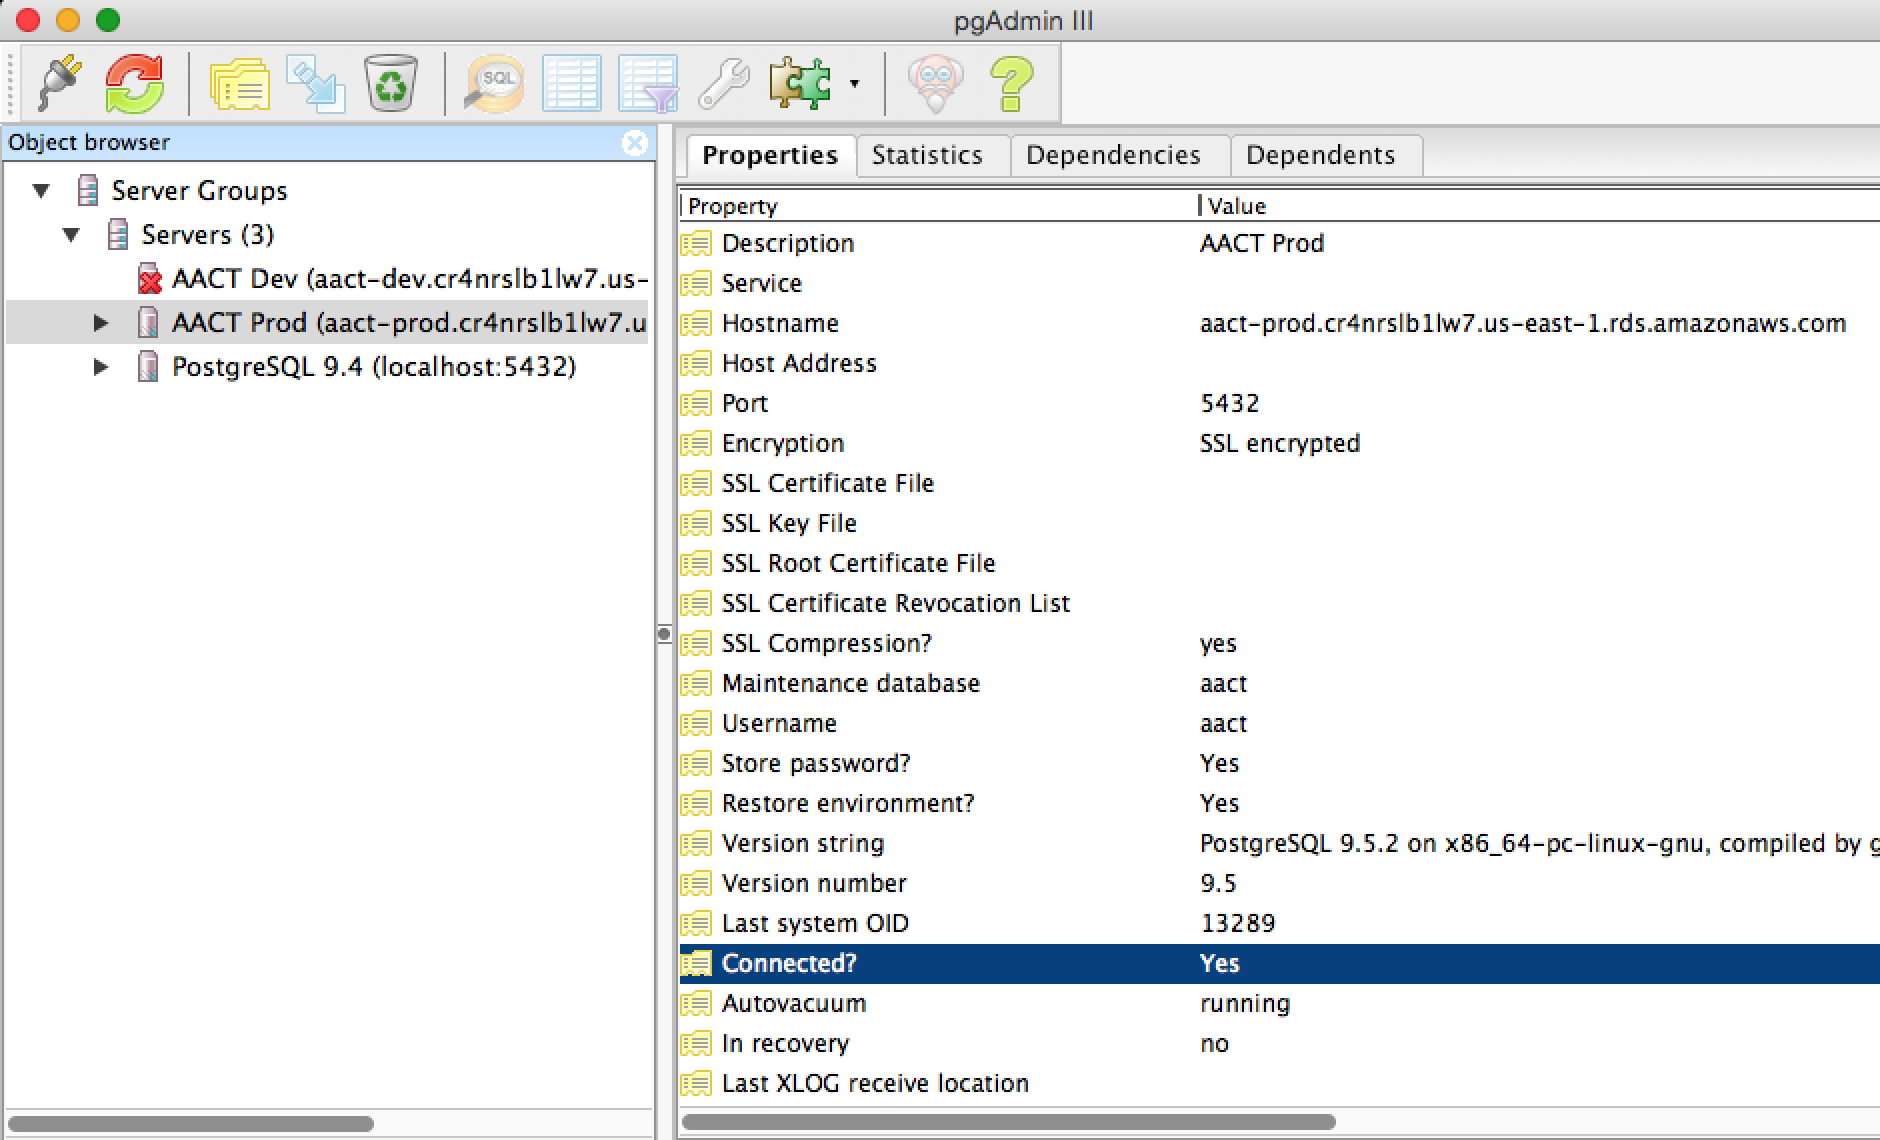 pgAdmin III
SQL
Object browser
Server Groups
Servers (3)
AACT Dev (aact-dev.cr4nrslb1lw7.us-
AACT Prod (aact-prod.cr4nrslb1lw7.u
PostgreSQL 9.4 (localhost:5432)
Properties Statistics Dependencies Dependents
Property Value
Description AACT Prod
Service
Hostname aact-prod.cr4nrslb1lw7.us-east-1.rds.amazonaws.com
Host Address
Port 5432
Encryption SSL encrypted
SSL Certificate File
SSL Key File
SSL Root Certificate File
SSL Certificate Revocation List
SSL Compression? yes
Maintenance database aact
Username aact
Store password? Yes
Restore environment? Yes
Version string PostgreSQL 9.5.2 on x86_64-pc-linux-gnu, compiled by g
Version number 9.5
Last system OID 13289
Connected? Yes
Autovacuum running
In recovery no
Last XLOG receive location